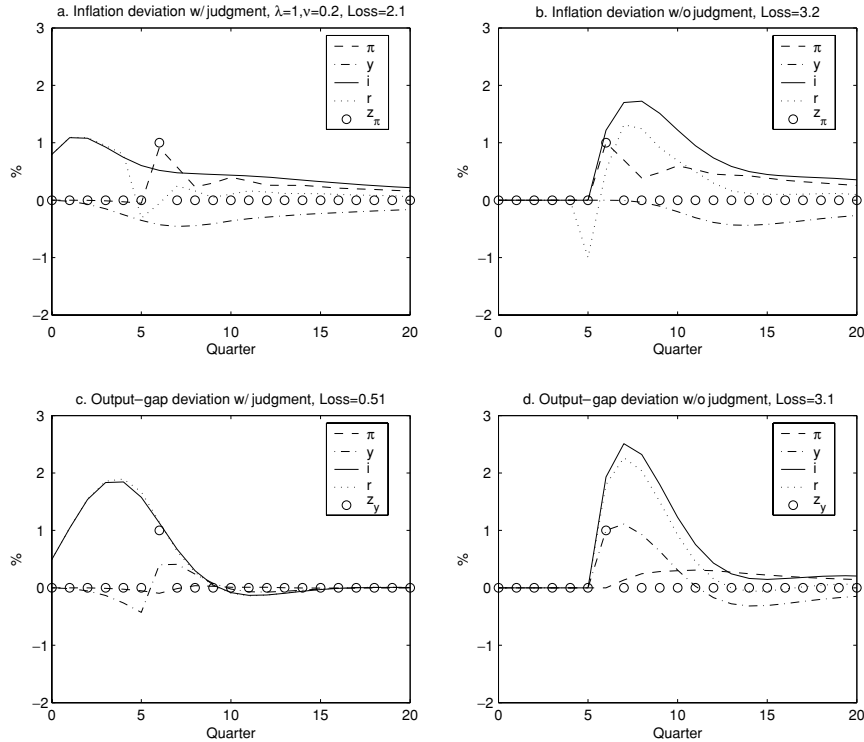 a. Inflation deviation w/ judgment, λ=1,ν=0.2, Loss=2.1
3
2
1
0
−1
−2
%
0
5
10
15
20
Quarter
π
y
i
r
z_π
b. Inflation deviation w/o judgment, Loss=3.2
3
2
1
0
−1
−2
%
0
5
10
15
20
Quarter
π
y
i
r
z_π
c. Output−gap deviation w/ judgment, Loss=0.51
3
2
1
0
−1
−2
%
0
5
10
15
20
Quarter
π
y
i
r
z_y
d. Output−gap deviation w/o judgment, Loss=3.1
3
2
1
0
−1
−2
%
0
5
10
15
20
Quarter
π
y
i
r
z_y